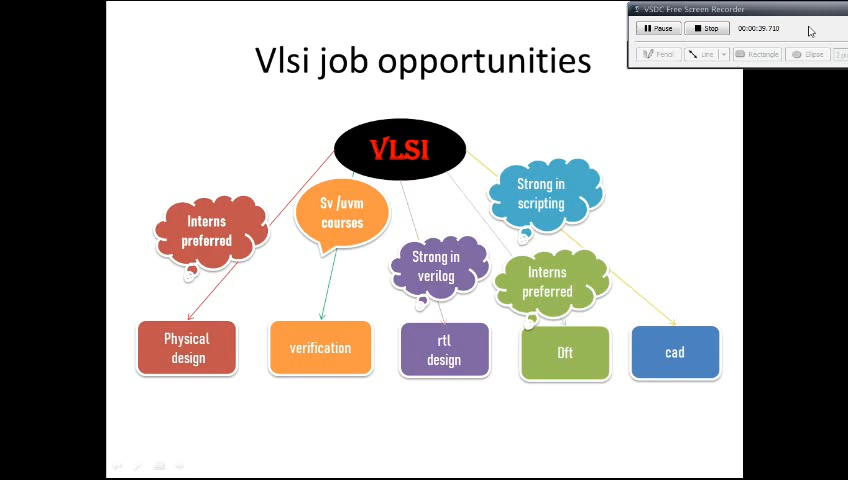 VSDC Free Screen Recorder
Pause
Stop
00:00:39.710
Pencil
Line
Rectangle
Ellipse
Vlsi job opportunities
VLSI
Interns
preferred
Sv /uvm
courses
Strong in
verilog
Strong in
scripting
Interns
preferred
Physical
design
verification
rtl
design
Dft
cad